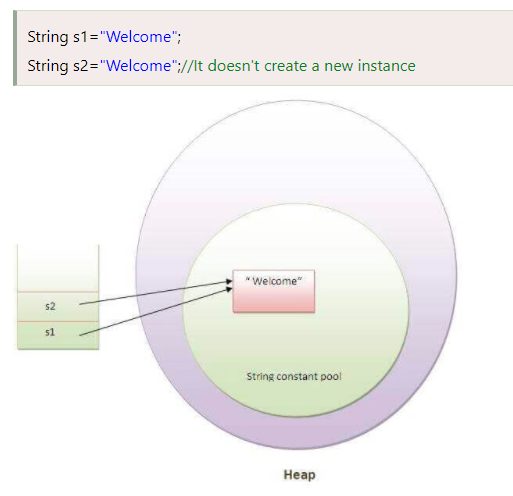 String s1="Welcome";
String s2="Welcome";//It doesn't create a new instance
"Welcome"
s2
s1
String constant pool
Heap